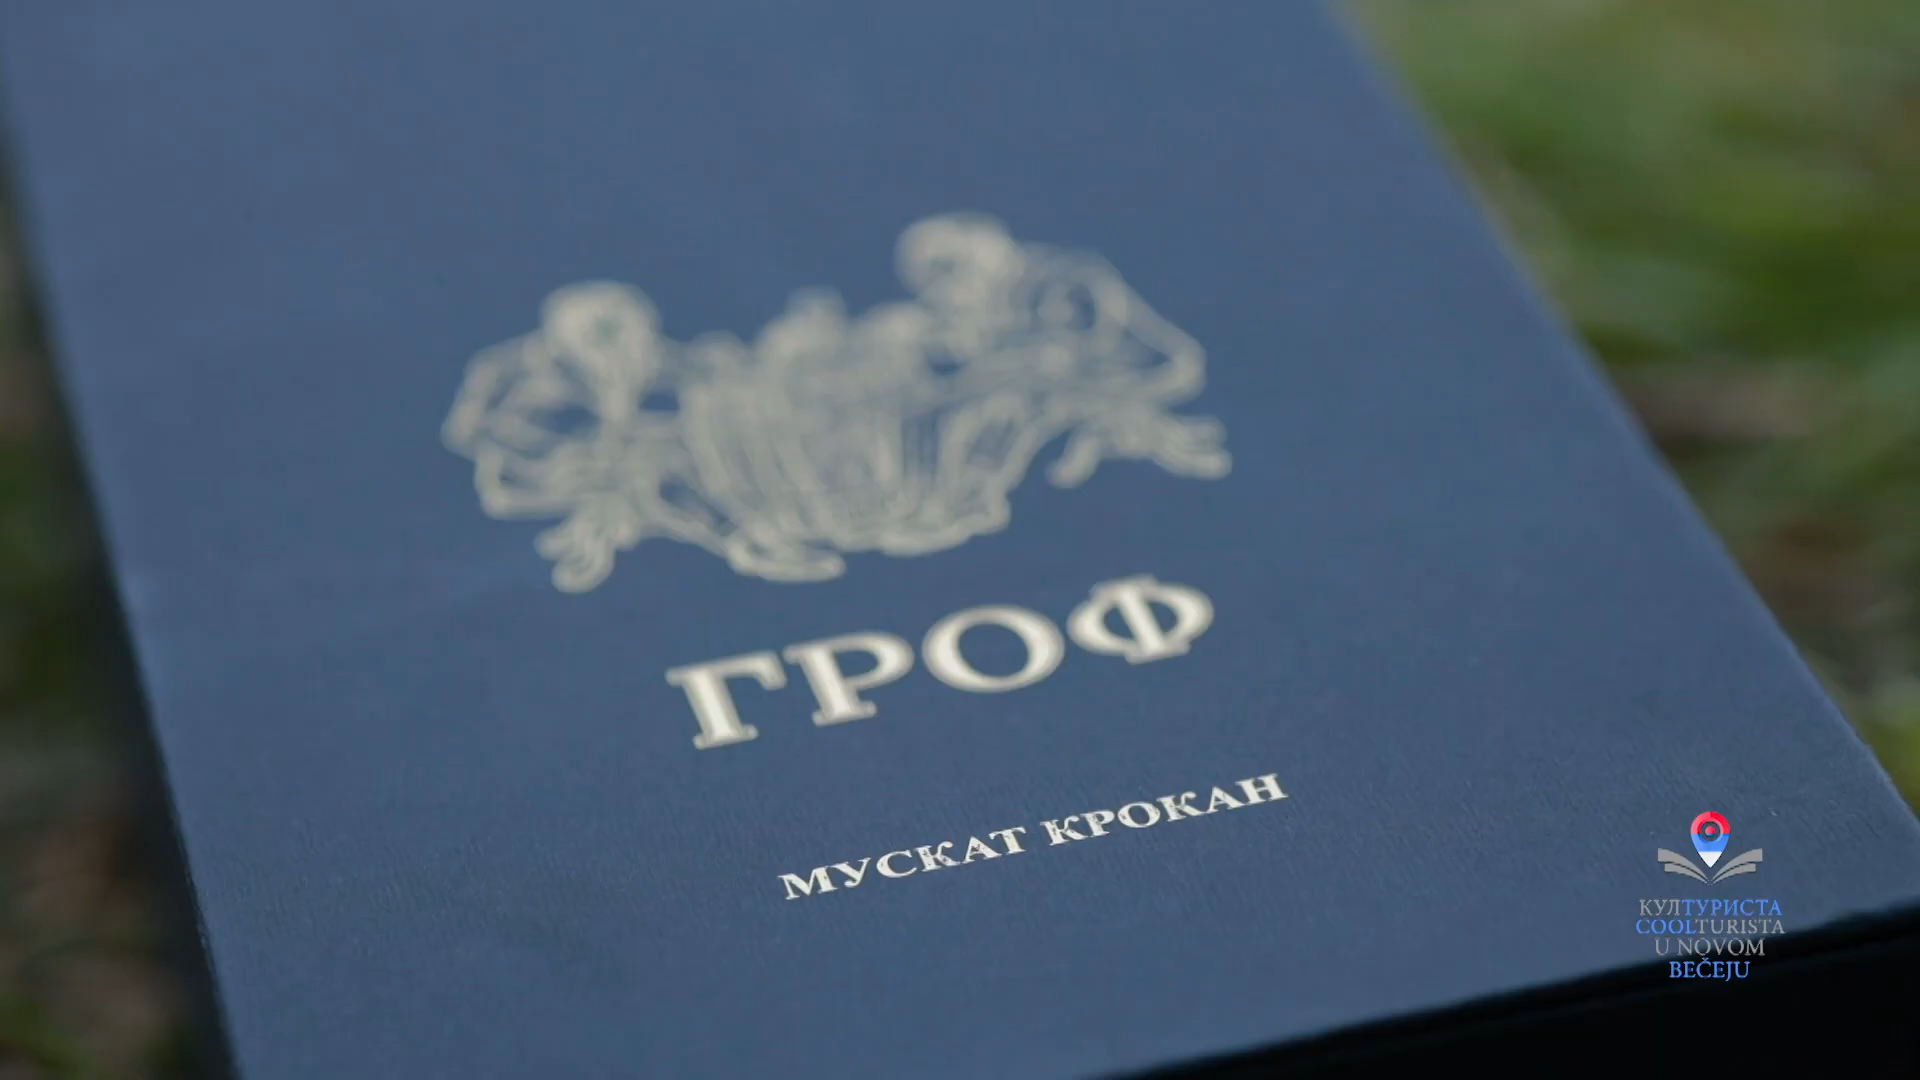 ГРОФ
МУСКАТ КРОКАН
КУЛТУРИСТА
COOLTURISTA
U NOVOM
BEČEJU